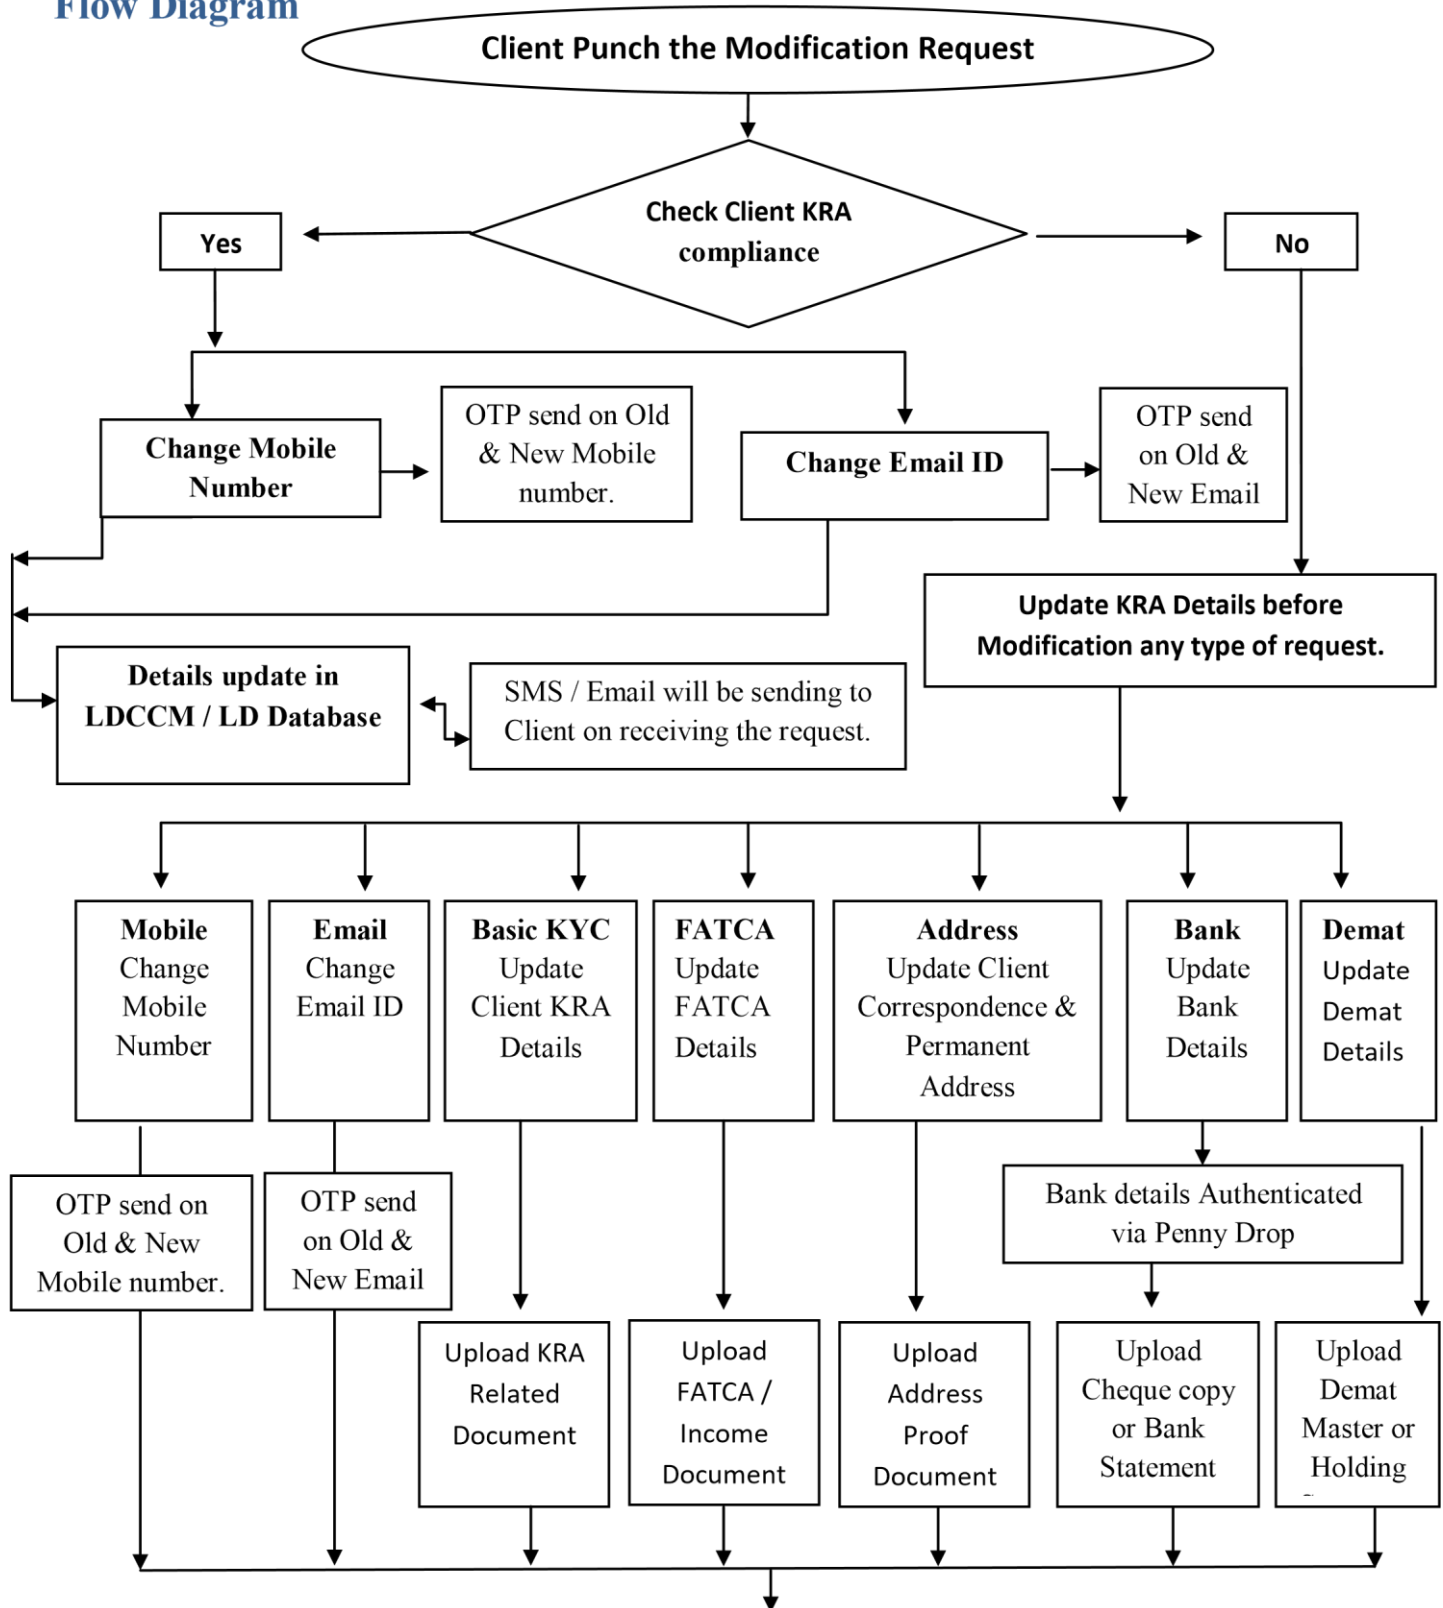 Flow Diagram
Client Punch the Modification Request
Check Client KRA
compliance
Yes
No
Change Mobile
Number
OTP send on Old
& New Mobile
number.
Change Email ID
OTP send
on Old &
New Email
Update KRA Details before
Modification any type of request.
Details update in
LDCCM / LD Database
SMS / Email will be sending to
Client on receiving the request.
Mobile
Change
Mobile
Number
Email
Change
Email ID
Basic KYC
Update
Client KRA
Details
FATCA
Update
FATCA
Details
Address
Update Client
Correspondence &
Permanent
Address
Bank
Update
Bank
Details
Demat
Update
Demat
Details
OTP send on
Old & New
Mobile number.
OTP send
on Old &
New Email
Bank details Authenticated
via Penny Drop
Upload KRA
Related
Document
Upload
FATCA /
Income
Document
Upload
Address
Proof
Document
Upload
Cheque copy
or Bank
Statement
Upload
Demat
Master or
Holding